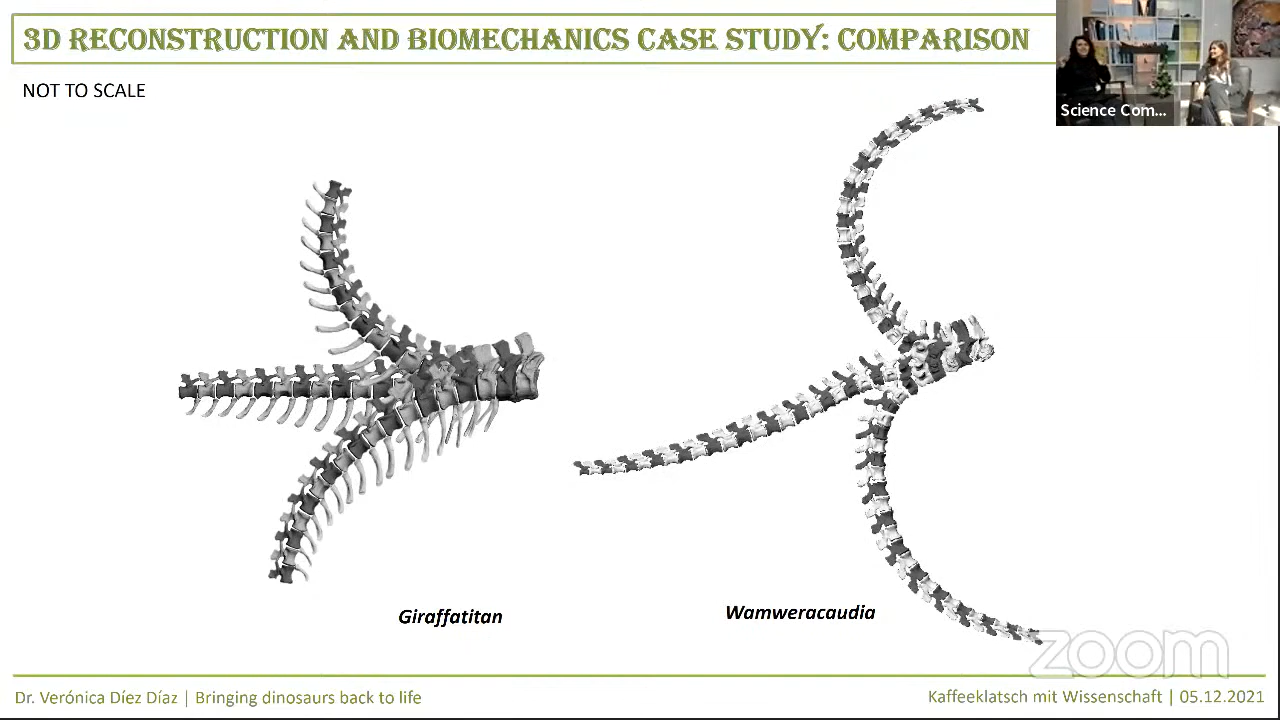 3D RECONSTRUCTION AND BIOMECHANICS CASE STUDY: COMPARISON
NOT TO SCALE
Science Com...
Giraffatitan
Wamweracaudia
zoom
Dr. Verónica Díez Díaz | Bringing dinosaurs back to life
Kaffeeklatsch mit Wissenschaft | 05.12.2021